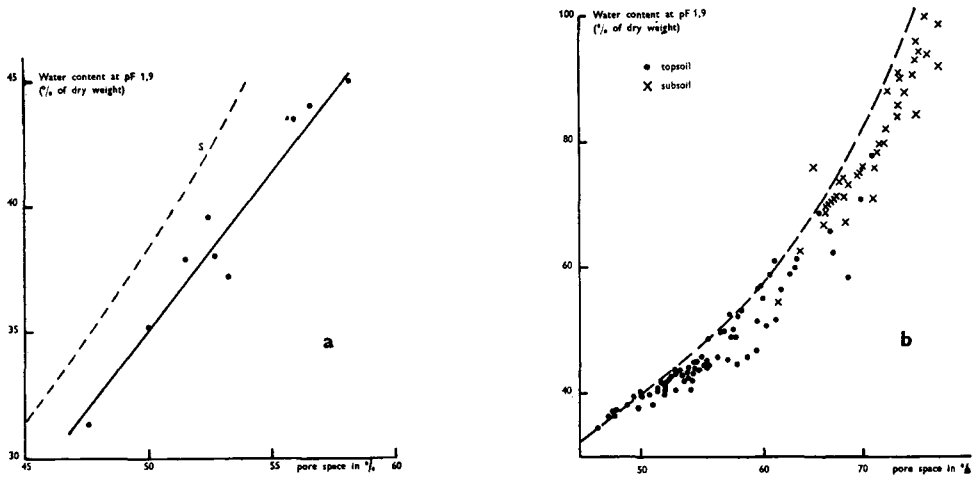 Water content at pF 1,9
(% of dry weight)
45
40
35
30
S
a
45
50
55
60
pore space in %
Water content at pF 1,9
(% of dry weight)
topsoil
subsoil
100
80
60
40
b
50
60
70
pore space in %